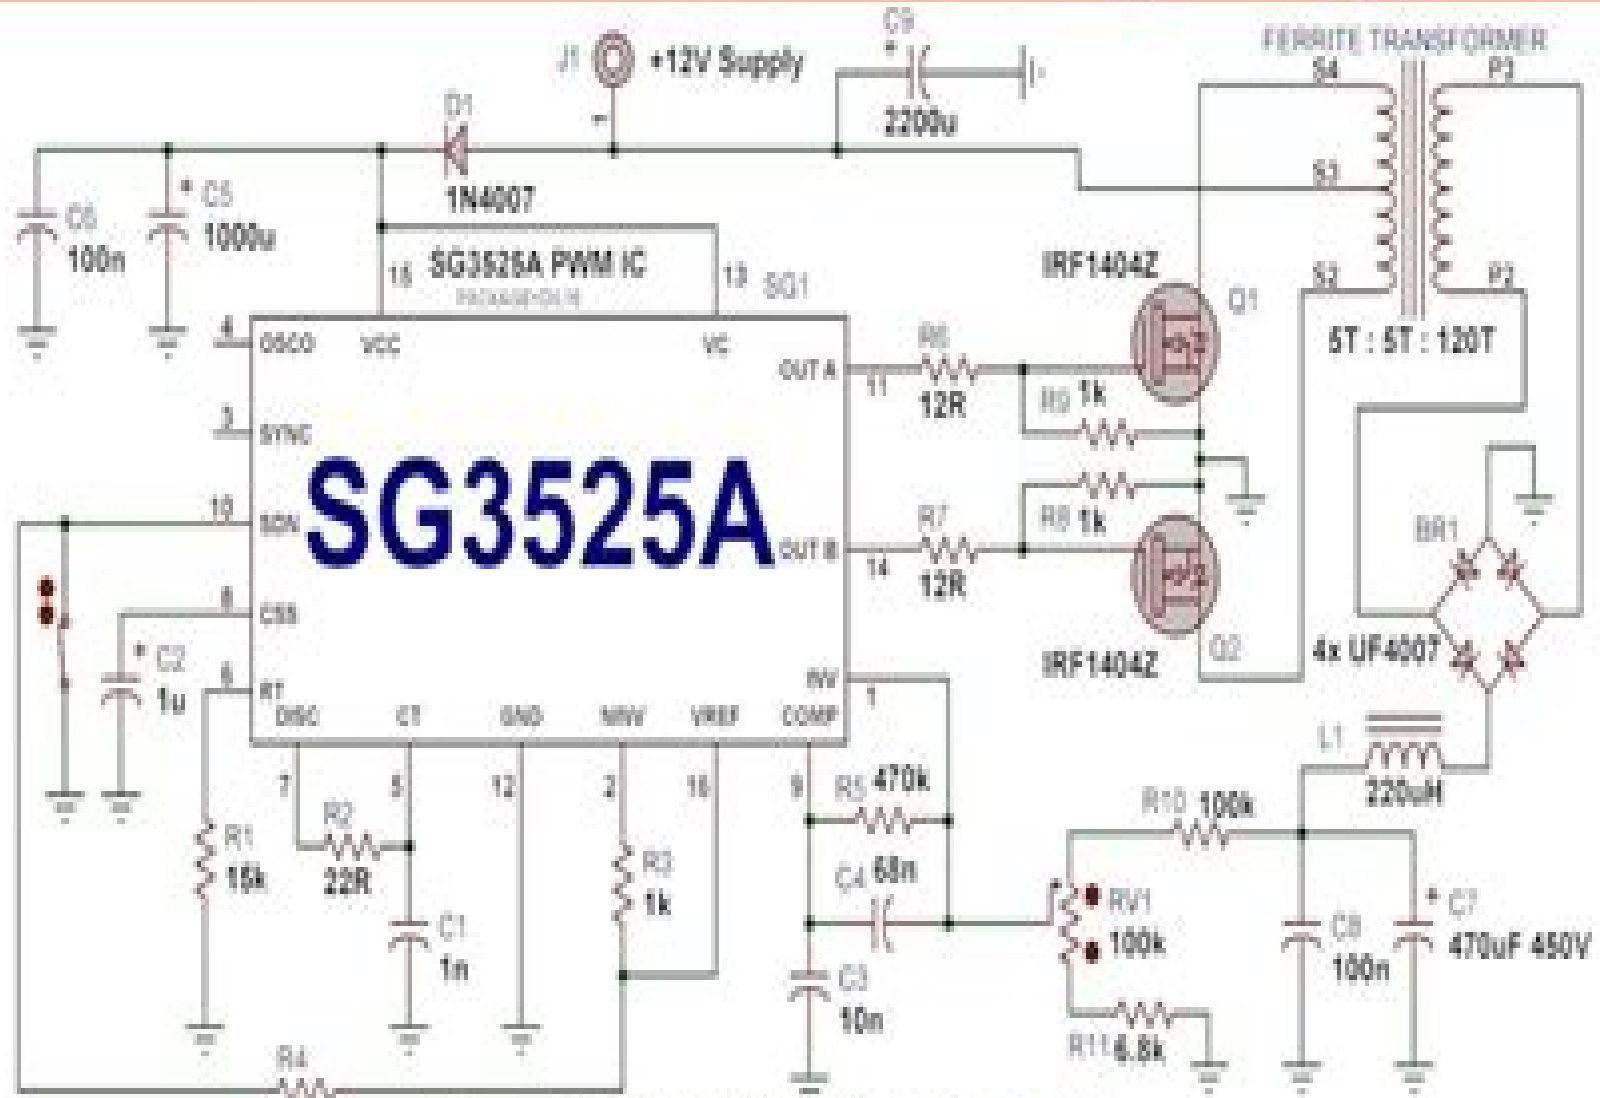 C9
FERRITE TRANSFORMER
J1
+12V Supply
S4
P3
D1
2200u
1
1N4007
C6
100n
C5
1000u
S3
15
SG3525A PWM IC
13
SG1
IRF1404Z
Q1
S2
P2
5T : 5T : 120T
4
OSCO
VCC
VC
OUT A
11
R6
12R
R9
1k
3
SYNC
SG3525A
10
SDN
R8
1k
R7
12R
OUT B
14
BR1
8
CSS
C2
1u
IRF1404Z
Q2
4x UF4007
6
RT
INV
1
DISC
CT
GND
NINV
VREF
COMP
7
5
12
2
16
9
L1
220uH
R5
470k
R10
100k
R1
15k
R2
22R
R3
1k
C4
68n
C1
1n
RV1
100k
C8
100n
C7
470uF 450V
C3
10n
R11
6.8k
R4